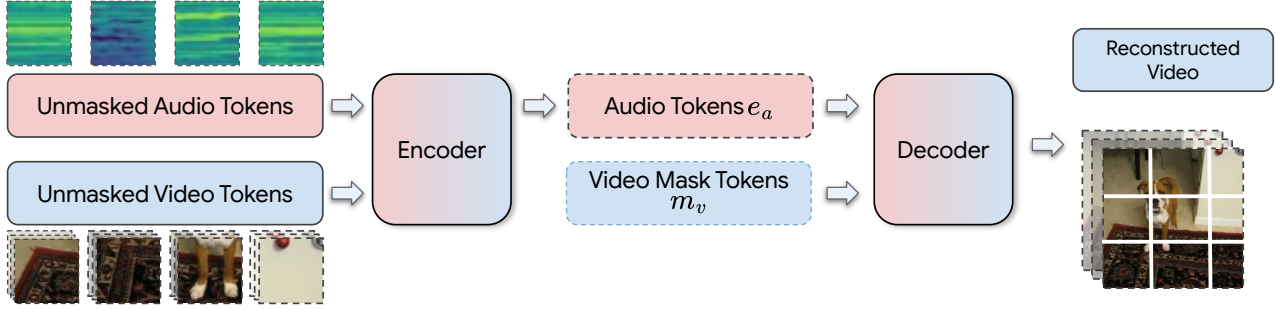 Unmasked Audio Tokens
Unmasked Video Tokens
Encoder
Audio Tokens e_a
Video Mask Tokens
m_v
Decoder
Reconstructed
Video